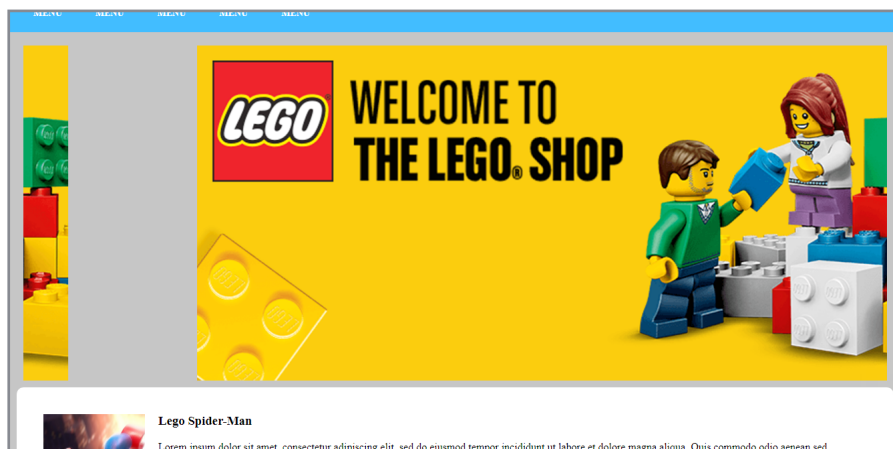 MENU MENU MENU MENU MENU
LEGO
WELCOME TO
THE LEGO® SHOP
Lego Spider-Man
Lorem ipsum dolor sit amet, consectetur adipiscing elit, sed do eiusmod tempor incididunt ut labore et dolore magna aliqua. Quis commodo odio aenean sed